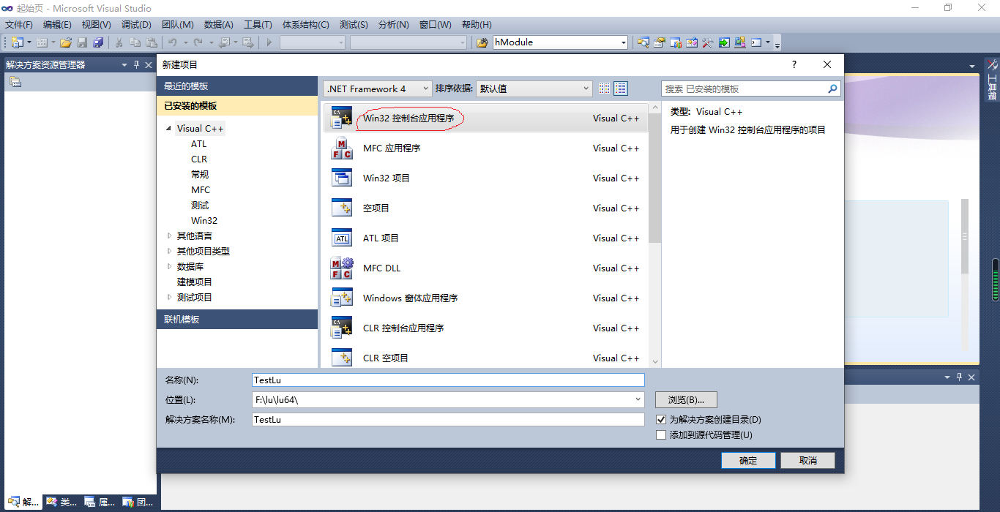 起始页 - Microsoft Visual Studio
文件(F) 编辑(E) 视图(V) 调试(D) 团队(M) 数据(A) 工具(T) 体系结构(C) 测试(S) 分析(N) 窗口(W) 帮助(H)
hModule
解决方案资源管理器
新建项目
?
最近的模板
.NET Framework 4
排序依据:
默认值
搜索 已安装的模板
已安装的模板
Visual C++
ATL
CLR
常规
MFC
测试
Win32
其他语言
其他项目类型
数据库
建模项目
测试项目
联机模板
Win32 控制台应用程序 Visual C++
MFC 应用程序 Visual C++
Win32 项目 Visual C++
空项目 Visual C++
ATL 项目 Visual C++
MFC DLL Visual C++
Windows 窗体应用程序 Visual C++
CLR 控制台应用程序 Visual C++
CLR 空项目 Visual C++
类型: Visual C++
用于创建 Win32 控制台应用程序的项目
工具箱
名称(N): TestLu
位置(L): F:\lu\lu64\ 浏览(B)...
解决方案名称(M): TestLu
为解决方案创建目录(D)
添加到源代码管理(U)
确定 取消
解... 类... 属... 团...